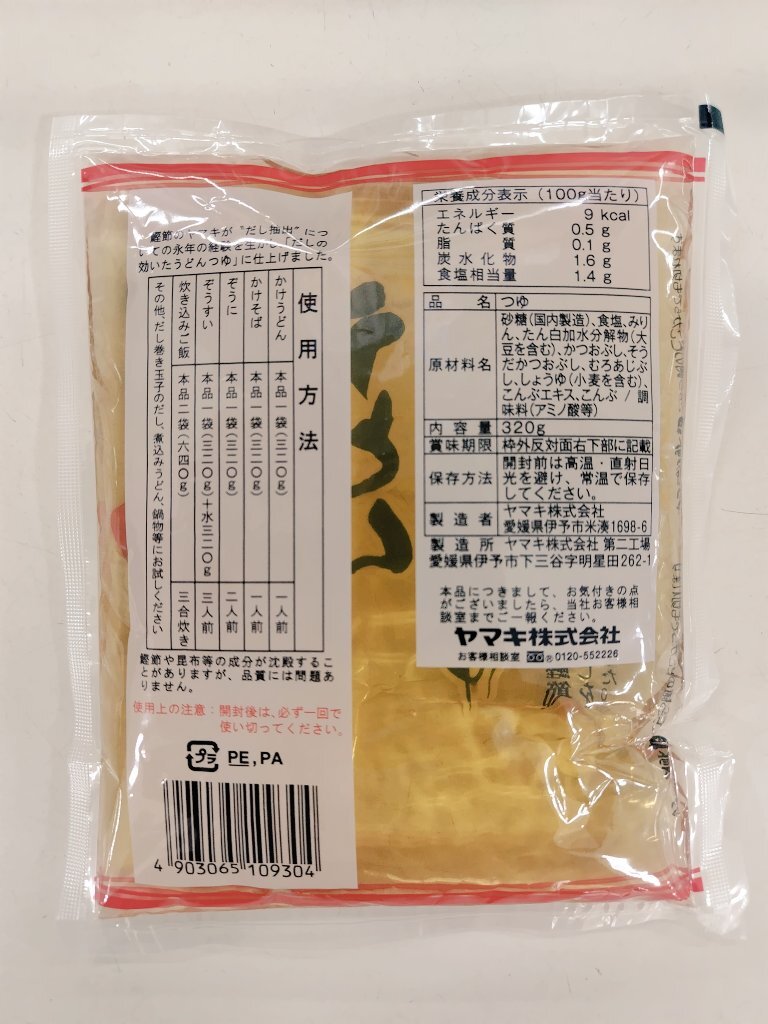 鰹節のヤマキが“だし抽出”につ
いての永年の経験を生かし「だしの
効いたうどんつゆ」に仕上げました。
使用方法
かけうどん 本品一袋(三二〇g) 一人前
かけそば 本品一袋(三二〇g) 一人前
ぞうに 本品一袋(三二〇g) 二人前
ぞうすい 本品一袋(三二〇g)+水三二〇g 三人前
炊き込みご飯 本品二袋(六四〇g) 三合炊き
その他、だし巻き玉子のだし、煮込みうどん、鍋物等にお試しください
鰹節や昆布等の成分が沈殿するこ
とがありますが、品質には問題あ
りません。
使用上の注意:開封後は、必ず一回で
使い切ってください。
プラ PE,PA
4 903065 109304
栄養成分表示(100g当たり)
エネルギー 9 kcal
たんぱく質 0.5 g
脂質 0.1 g
炭水化物 1.6 g
食塩相当量 1.4 g
品名 つゆ
原材料名 砂糖(国内製造)、食塩、みり
ん、たん白加水分解物(大
豆を含む)、かつおぶし、そう
だかつおぶし、むろあじぶ
し、しょうゆ(小麦を含む)、
こんぶエキス、こんぶ / 調
味料(アミノ酸等)
内容量 320g
賞味期限 枠外反対面右下部に記載
保存方法 開封前は高温・直射日
光を避け、常温で保存
してください。
製造者 ヤマキ株式会社
愛媛県伊予市米湊1698-6
製造所 ヤマキ株式会社 第二工場
愛媛県伊予市下三谷字明星田262-1
本品につきまして、お気付きの点
がございましたら、当社お客様相
談室までご一報ください。
ヤマキ株式会社
お客様相談室 0120-552226